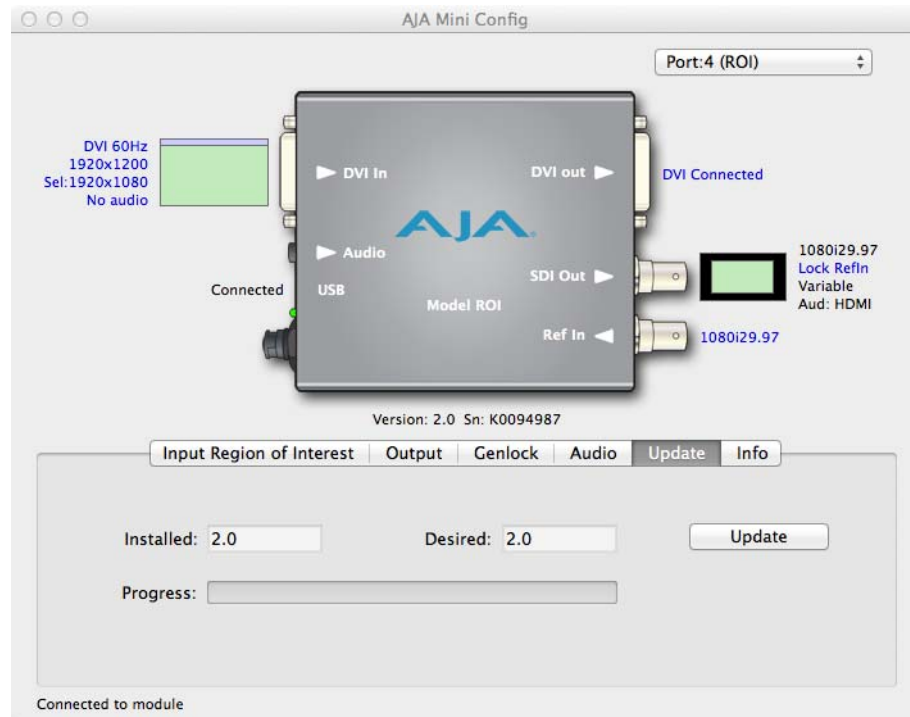 AJA Mini Config
Port:4 (ROI)
DVI 60Hz
1920x1200
Sel:1920x1080
No audio
DVI In
DVI out
DVI Connected
AJA
Audio
Connected
USB
SDI Out
1080i29.97
Lock RefIn
Variable
Aud: HDMI
Model ROI
Ref In
1080i29.97
Version: 2.0 Sn: K0094987
Input Region of Interest
Output
Genlock
Audio
Update
Info
Installed: 2.0
Desired: 2.0
Update
Progress:
Connected to module